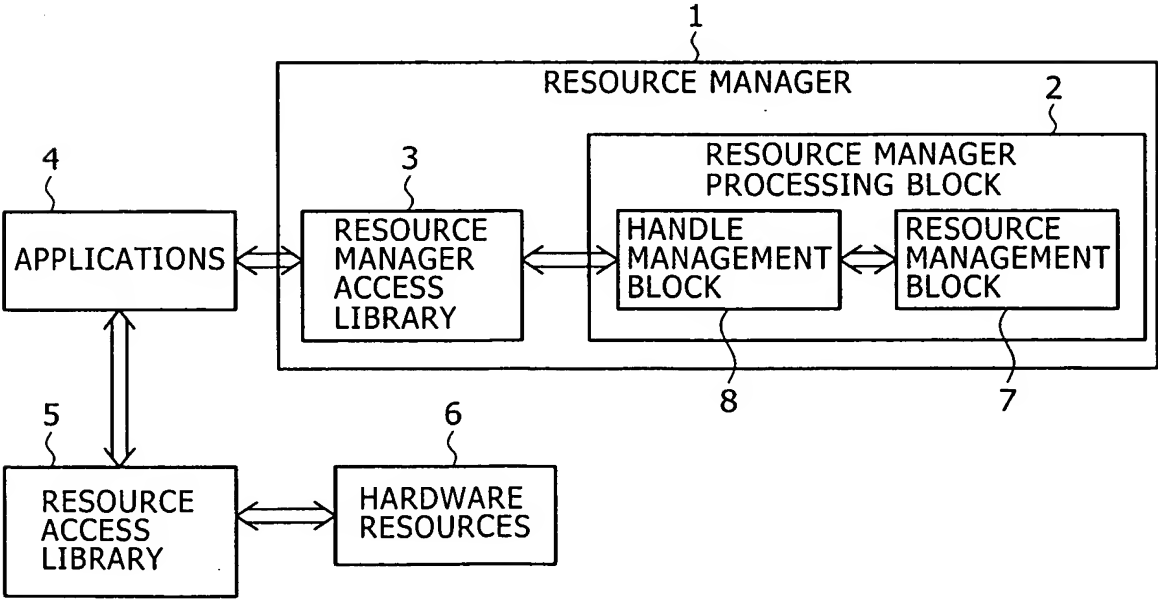 1
RESOURCE MANAGER
2
RESOURCE MANAGER
PROCESSING BLOCK
4
3
APPLICATIONS
RESOURCE
MANAGER
ACCESS
LIBRARY
HANDLE
MANAGEMENT
BLOCK
RESOURCE
MANAGEMENT
BLOCK
8
7
5
6
RESOURCE
ACCESS
LIBRARY
HARDWARE
RESOURCES